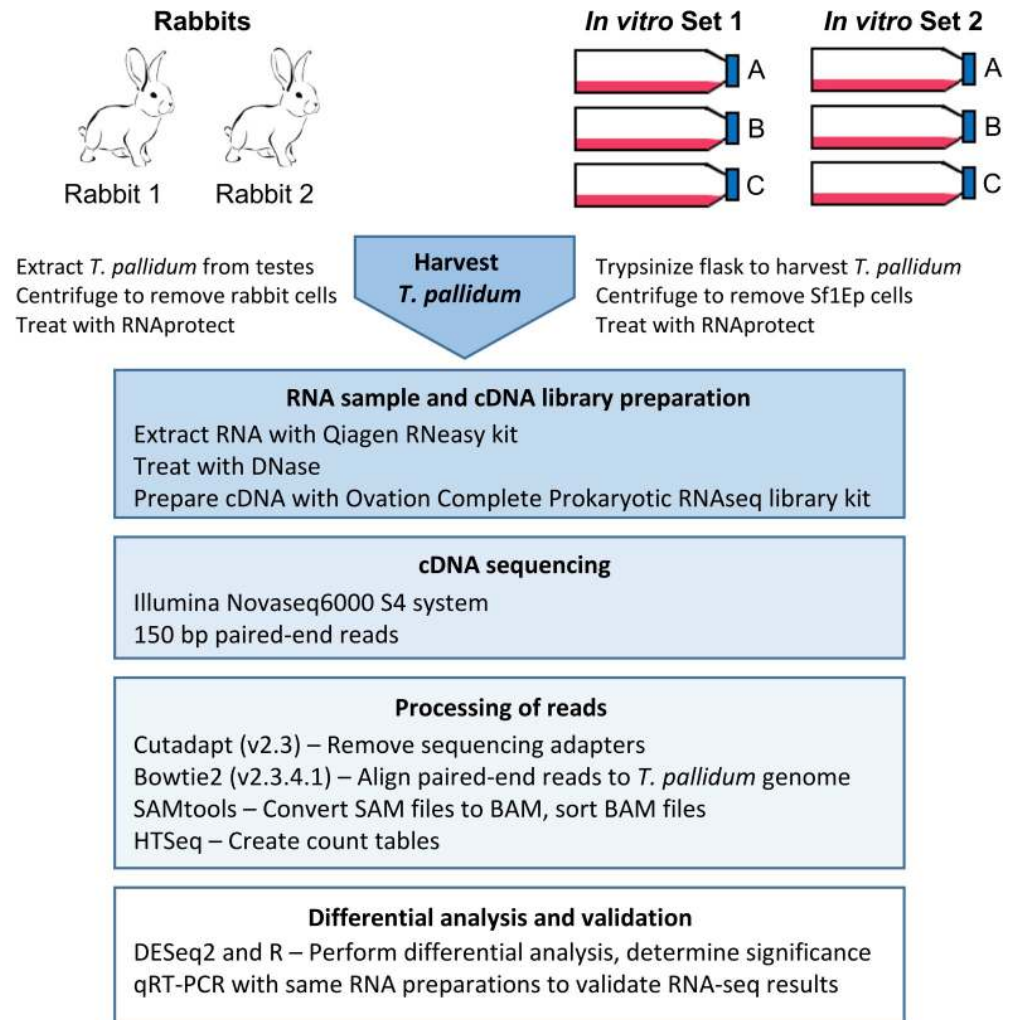 Rabbits
Rabbit 1
Rabbit 2
In vitro Set 1
A
B
C
In vitro Set 2
A
B
C
Extract T. pallidum from testes
Centrifuge to remove rabbit cells
Treat with RNAprotect
Harvest
T. pallidum
Trypsinize flask to harvest T. pallidum
Centrifuge to remove Sf1Ep cells
Treat with RNAprotect
RNA sample and cDNA library preparation
Extract RNA with Qiagen RNeasy kit
Treat with DNase
Prepare cDNA with Ovation Complete Prokaryotic RNAseq library kit
cDNA sequencing
Illumina Novaseq6000 S4 system
150 bp paired-end reads
Processing of reads
Cutadapt (v2.3) – Remove sequencing adapters
Bowtie2 (v2.3.4.1) – Align paired-end reads to T. pallidum genome
SAMtools – Convert SAM files to BAM, sort BAM files
HTSeq – Create count tables
Differential analysis and validation
DESeq2 and R – Perform differential analysis, determine significance
qRT-PCR with same RNA preparations to validate RNA-seq results